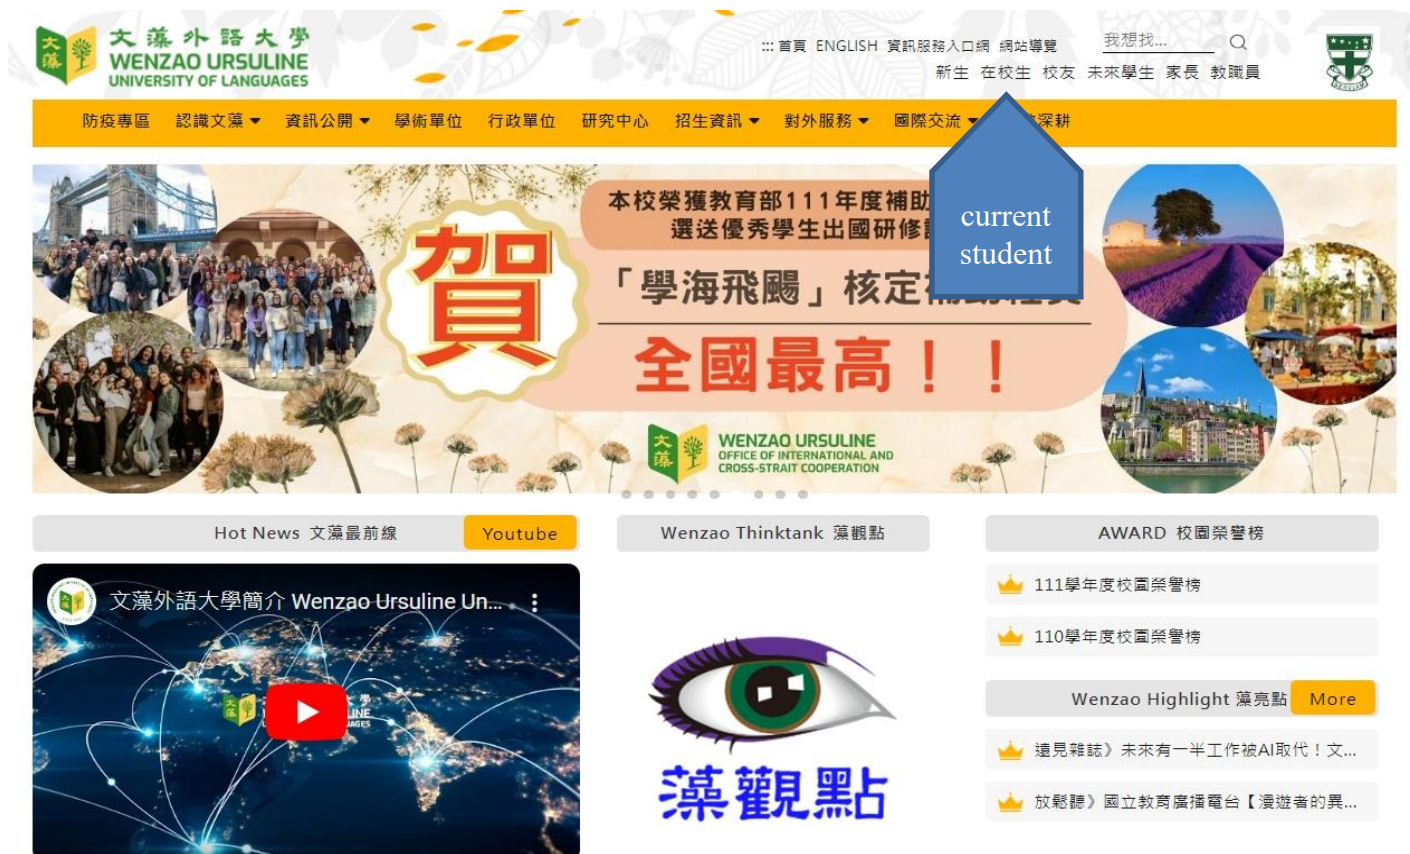 文藻外語大學
WENZAO URSULINE
UNIVERSITY OF LANGUAGES
文藻
::: 首頁 ENGLISH 資訊服務入口網 網站導覽 我想找...
新生 在校生 校友 未來學生 家長 教職員
防疫專區 認識文藻 資訊公開 學術單位 行政單位 研究中心 招生資訊 對外服務 國際交流 深耕
current
student
賀
本校榮獲教育部111年度補助
選送優秀學生出國研修
「學海飛颺」核定
全國最高！！
文藻
WENZAO URSULINE
OFFICE OF INTERNATIONAL AND
CROSS-STRAIT COOPERATION
Hot News 文藻最前線 Youtube
Wenzao Thinktank 藻觀點
AWARD 校園榮譽榜
文藻外語大學簡介 Wenzao Ursuline Un...
111學年度校園榮譽榜
110學年度校園榮譽榜
Wenzao Highlight 藻亮點 More
遠見雜誌》未來有一半工作被AI取代！文...
放鬆聽》國立教育廣播電台【漫遊者的異...
藻觀點